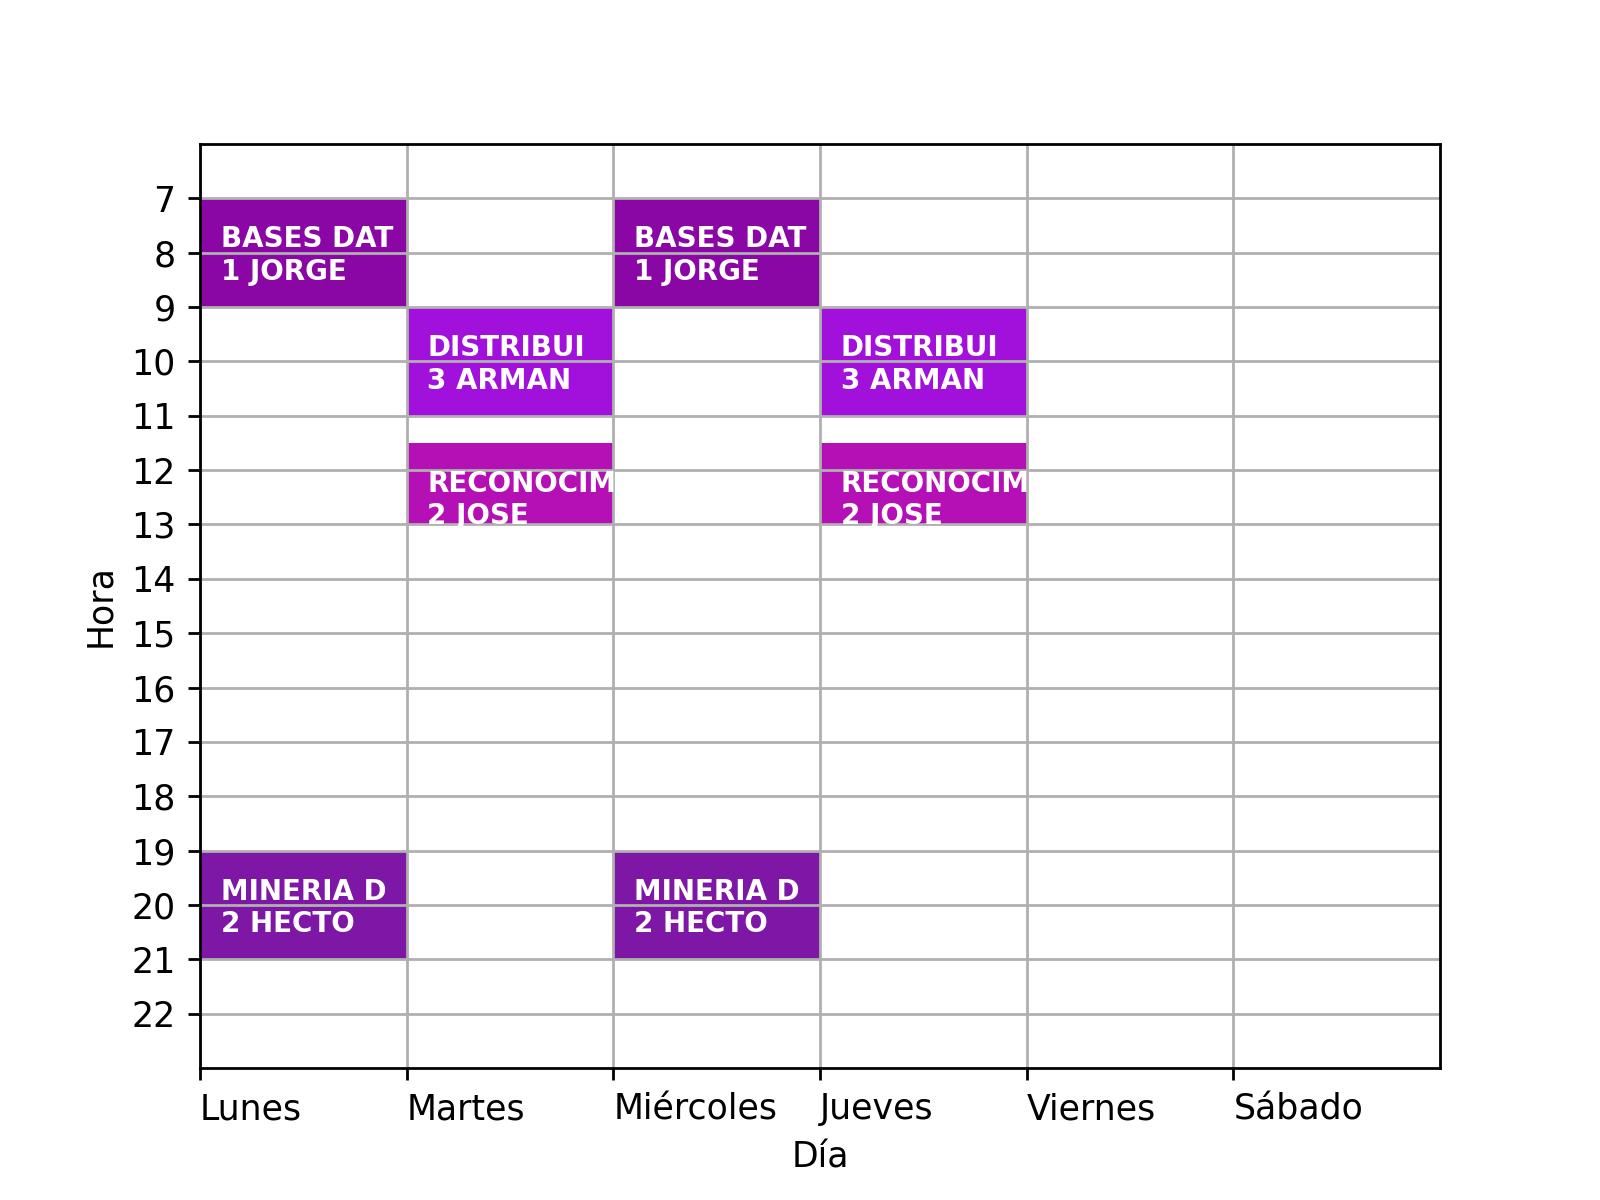 7
8
9
10
11
12
13
14
15
16
17
18
19
20
21
22
Hora
BASES DAT
1 JORGE
BASES DAT
1 JORGE
DISTRIBUI
3 ARMAN
DISTRIBUI
3 ARMAN
RECONOCIM
2 JOSE
RECONOCIM
2 JOSE
MINERIA D
2 HECTO
MINERIA D
2 HECTO
Lunes
Martes
Miércoles
Jueves
Viernes
Sábado
Día